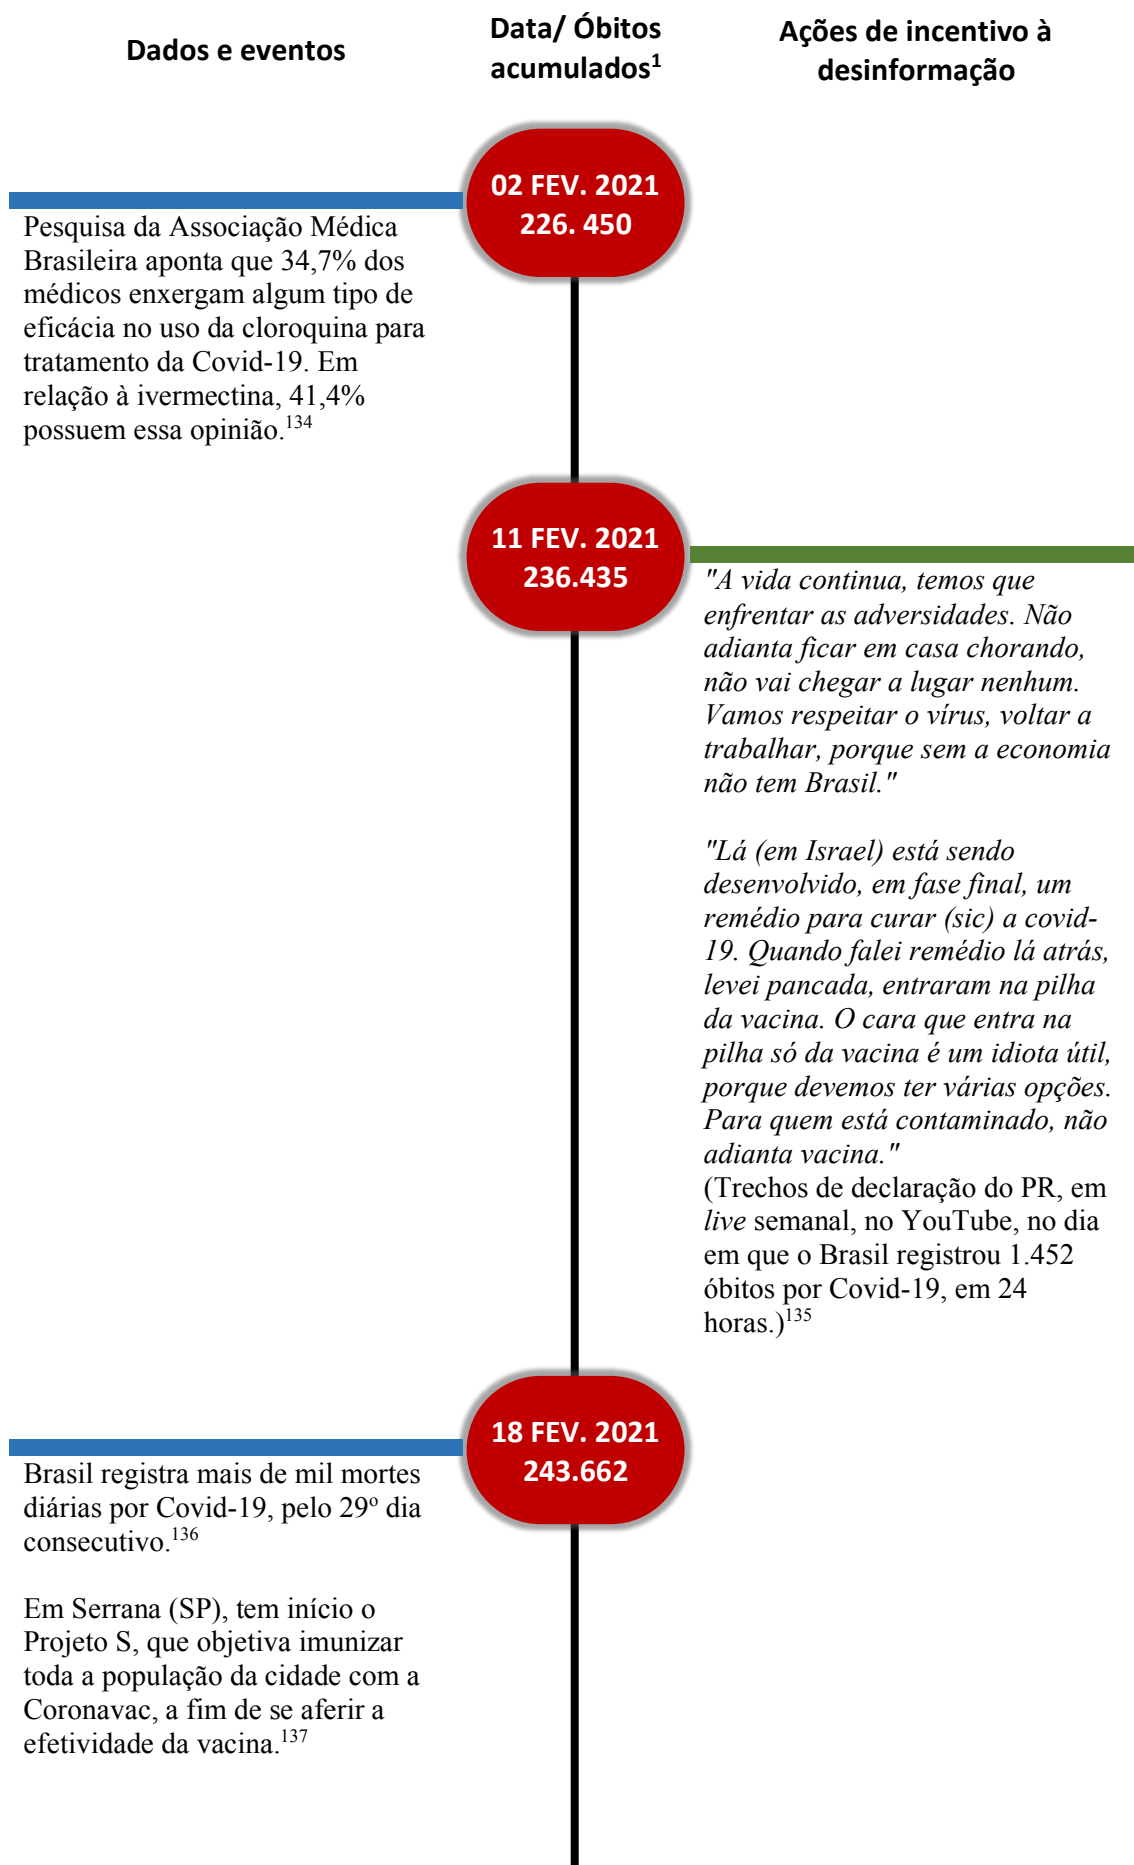 Dados e eventos
Data/ Óbitos
acumulados¹
Ações de incentivo à
desinformação
02 FEV. 2021
226. 450
Pesquisa da Associação Médica
Brasileira aponta que 34,7% dos
médicos enxergam algum tipo de
eficácia no uso da cloroquina para
tratamento da Covid-19. Em
relação à ivermectina, 41,4%
possuem essa opinião.¹³⁴
11 FEV. 2021
236.435
"A vida continua, temos que
enfrentar as adversidades. Não
adianta ficar em casa chorando,
não vai chegar a lugar nenhum.
Vamos respeitar o vírus, voltar a
trabalhar, porque sem a economia
não tem Brasil."
"Lá (em Israel) está sendo
desenvolvido, em fase final, um
remédio para curar (sic) a covid-
19. Quando falei remédio lá atrás,
levei pancada, entraram na pilha
da vacina. O cara que entra na
pilha só da vacina é um idiota útil,
porque devemos ter várias opções.
Para quem está contaminado, não
adianta vacina."
(Trechos de declaração do PR, em
live semanal, no YouTube, no dia
em que o Brasil registrou 1.452
óbitos por Covid-19, em 24
horas.)¹³⁵
18 FEV. 2021
243.662
Brasil registra mais de mil mortes
diárias por Covid-19, pelo 29º dia
consecutivo.¹³⁶
Em Serrana (SP), tem início o
Projeto S, que objetiva imunizar
toda a população da cidade com a
Coronavac, a fim de se aferir a
efetividade da vacina.¹³⁷